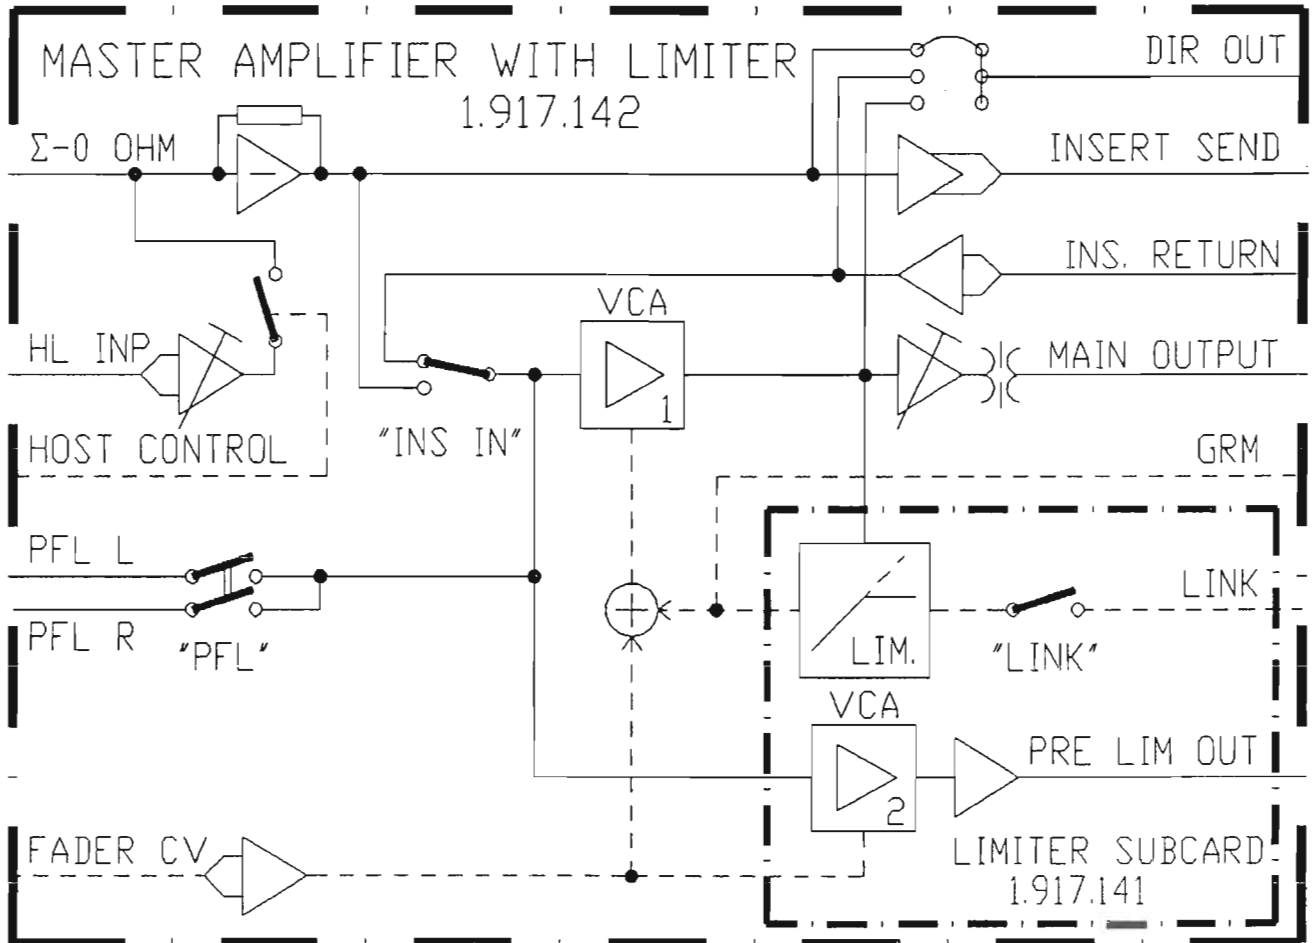 MASTER AMPLIFIER WITH LIMITER
1.917.142
DIR OUT
Σ-0 OHM
INSERT SEND
INS. RETURN
VCA
1
HL INP
MAIN OUTPUT
"INS IN"
HOST CONTROL
GRM
PFL L
LINK
PFL R
"PFL"
LIM.
"LINK"
VCA
2
PRE LIM OUT
FADER CV
LIMITER SUBCARD
1.917.141